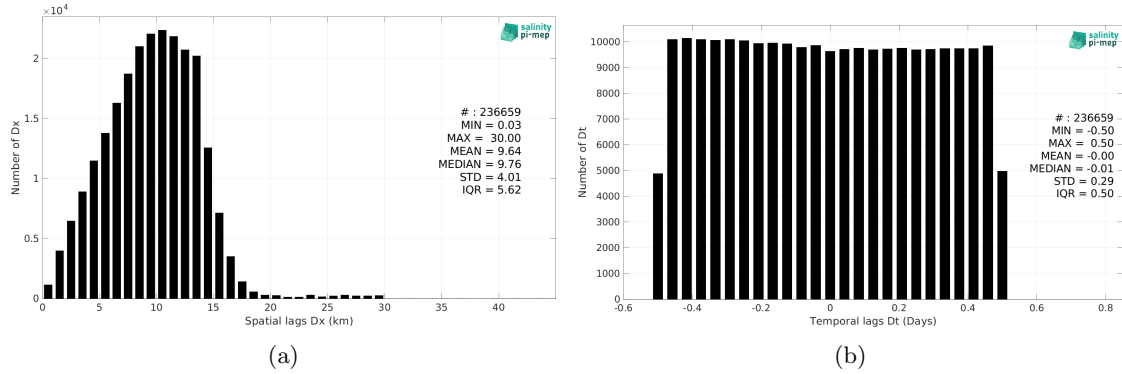 ×10⁴
2
1.5
1
0.5
0
Number of Dx
0 5 10 15 20 25 30 35 40
Spatial lags Dx (km)
salinity
pi-mep
# : 236659
MIN = 0.03
MAX = 30.00
MEAN = 9.64
MEDIAN = 9.76
STD = 4.01
IQR = 5.62
(a)
10000
9000
8000
7000
6000
5000
4000
3000
2000
1000
0
Number of Dt
-0.6 -0.4 -0.2 0 0.2 0.4 0.6 0.8
Temporal lags Dt (Days)
salinity
pi-mep
# : 236659
MIN = -0.50
MAX = 0.50
MEAN = -0.00
MEDIAN = -0.01
STD = 0.29
IQR = 0.50
(b)